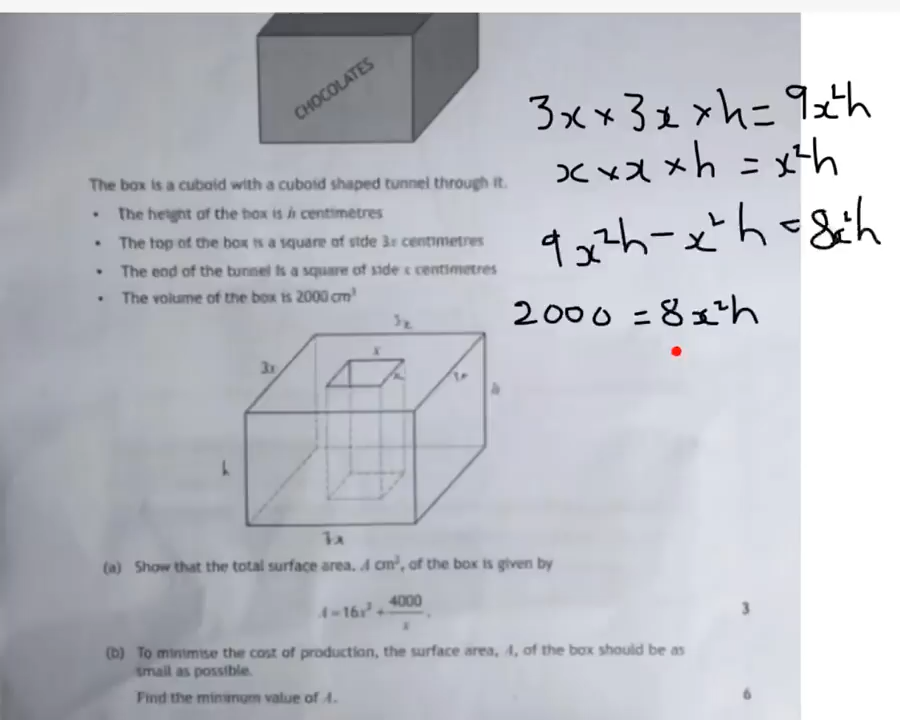 CHOCOLATES
3x × 3x × h = 9x²h
x × x × h = x²h
9x²h − x²h = 8x²h
2000 = 8x²h
The box is a cuboid with a cuboid shaped tunnel through it.
• The height of the box is h centimetres
• The top of the box is a square of side 3x centimetres
• The end of the tunnel is a square of side x centimetres
• The volume of the box is 2000 cm³
3x
x
3x
x
3x
h
h
3x
(a) Show that the total surface area, A cm², of the box is given by
A = 16x² + 4000/x.
3
(b) To minimise the cost of production, the surface area, A, of the box should be as
small as possible.
Find the minimum value of A.
6